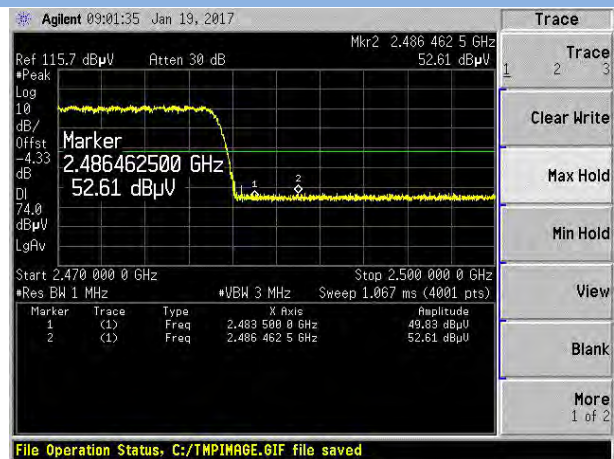 Agilent 09:01:35 Jan 19, 2017
Mkr2 2.486 462 5 GHz
Ref 115.7 dBµV Atten 30 dB 52.61 dBµV
#Peak
Log
10
dB/
Offst
-4.33
dB
DI
74.0
dBµV
LgAv
Marker
2.486462500 GHz
52.61 dBµV
1
2
Start 2.470 000 0 GHz Stop 2.500 000 0 GHz
#Res BW 1 MHz #VBW 3 MHz Sweep 1.067 ms (4001 pts)
Marker Trace Type X Axis Amplitude
1 (1) Freq 2.483 500 0 GHz 49.83 dBµV
2 (1) Freq 2.486 462 5 GHz 52.61 dBµV
File Operation Status, C:/TMPIMAGE.GIF file saved
Trace
Trace
1 2 3
Clear Write
Max Hold
Min Hold
View
Blank
More
1 of 2